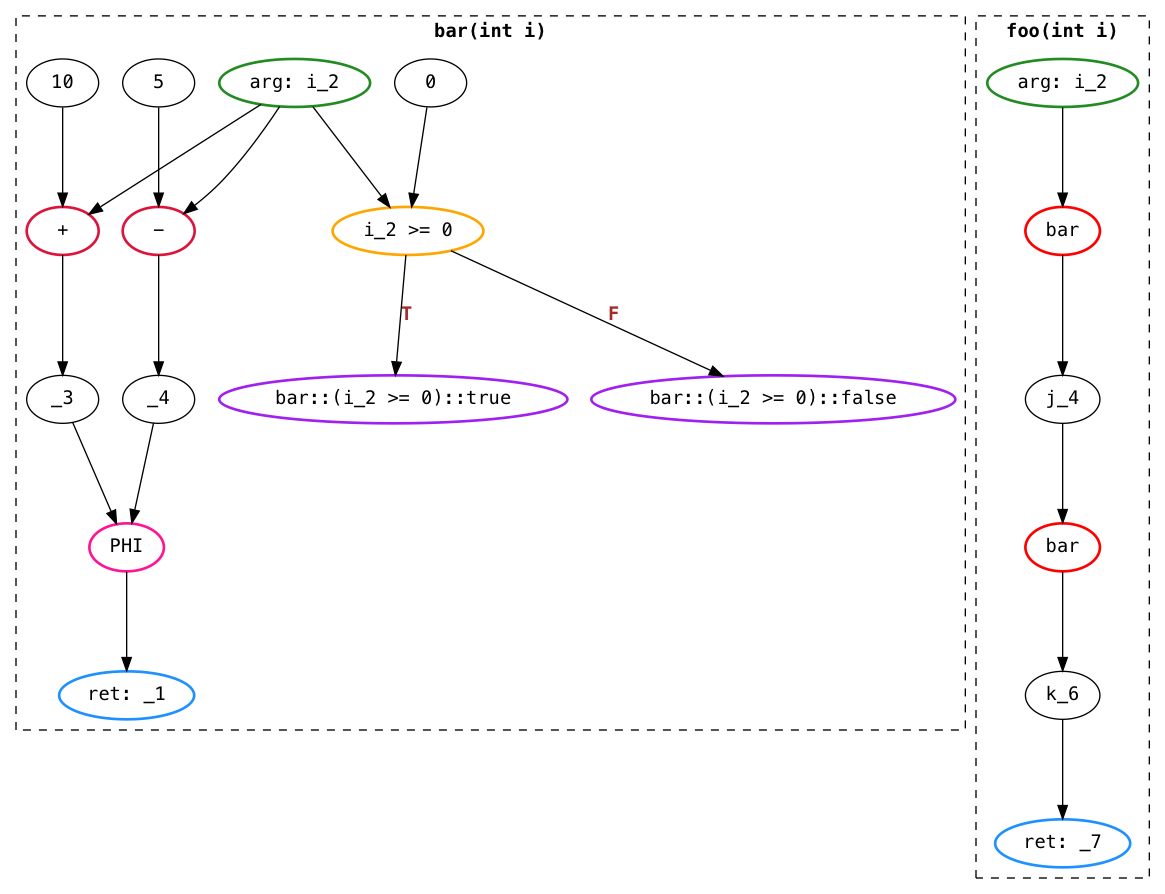 bar(int i)
10
5
arg: i_2
0
+
−
i_2 >= 0
T
F
_3
_4
bar::(i_2 >= 0)::true
bar::(i_2 >= 0)::false
PHI
ret: _1
foo(int i)
arg: i_2
bar
j_4
bar
k_6
ret: _7